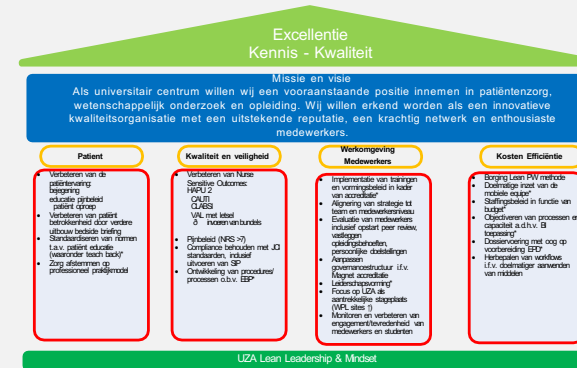 Excellentie
Kennis - Kwaliteit
Missie en visie
Als universitair centrum willen wij een vooraanstaande positie innemen in patiëntenzorg,
wetenschappelijk onderzoek en opleiding. Wij willen erkend worden als een innovatieve
kwaliteitsorganisatie met een uitstekende reputatie, een krachtig netwerk en enthousiaste
medewerkers.
Patient
• Verbeteren van de
patiëntervaring:
bejegening
educatie pijnbeleid
patiënt oproep
• Verbeteren van patiënt
betrokkenheid door verdere
uitbouw bedside briefing
• Standaardiseren van normen
t.a.v. patiënt educatie
(waaronder teach back)*
• Zorg afstemmen op
professioneel praktijkmodel
Kwaliteit en veiligheid
• Verbeteren van Nurse
Sensitive Outcomes:
HAPU 2
CAUTI
CLABSI
VAL met letsel
ð invoeren van bundels
• Pijnbeleid (NRS >7)
• Compliance behouden met JCI
standaarden, inclusief
uitvoeren van SIP
• Ontwikkeling van procedures/
processen o.b.v. EBP*
Werkomgeving
Medewerkers
• Implementatie van trainingen
en vormingsbeleid in kader
van accreditatie*
• Alignering van strategie tot
team en medewerkersniveau
• Evaluatie van medewerkers
inclusief opstart peer review,
vastleggen
opleidingsbehoften,
persoonlijke doelstellingen
• Aanpassen
governancestructuur i.f.v.
Magnet accreditatie
• Leiderschapsvorming*
• Focus op UZA als
aantrekkelijke stageplaats
(WPL sites ↑)
• Monitoren en verbeteren van
engagement/tevredenheid van
medewerkers en studenten
Kosten Efficiëntie
• Borging Lean PW methode
• Doelmatige inzet van de
mobiele equipe*
• Staffingsbeleid in functie van
budget*
• Objectiveren van processen en
capaciteit a.d.h.v. BI
toepassing*
• Dossiervoering met oog op
voorbereiding EPD*
• Herbepalen van workflows
i.f.v. doelmatiger aanwenden
van middelen
UZA Lean Leadership & Mindset